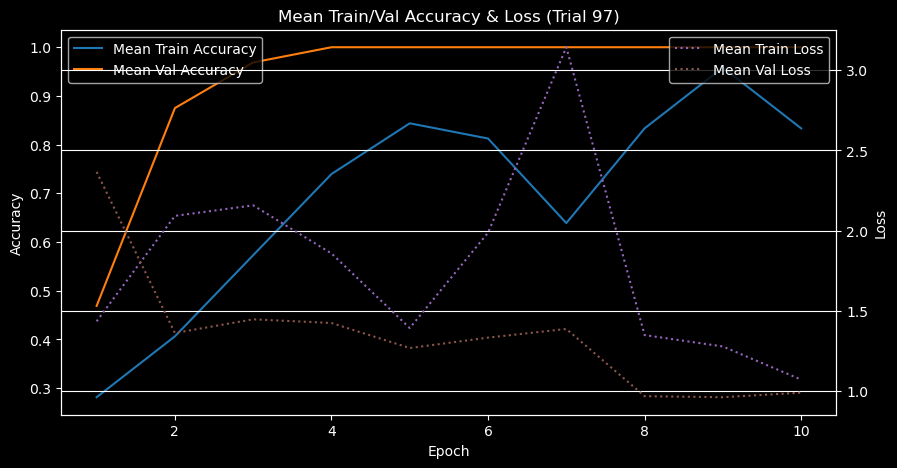 Mean Train/Val Accuracy & Loss (Trial 97)
Mean Train Accuracy
Mean Val Accuracy
Mean Train Loss
Mean Val Loss
1.0
0.9
0.8
0.7
0.6
0.5
0.4
0.3
Accuracy
3.0
2.5
2.0
1.5
1.0
Loss
2 4 6 8 10
Epoch